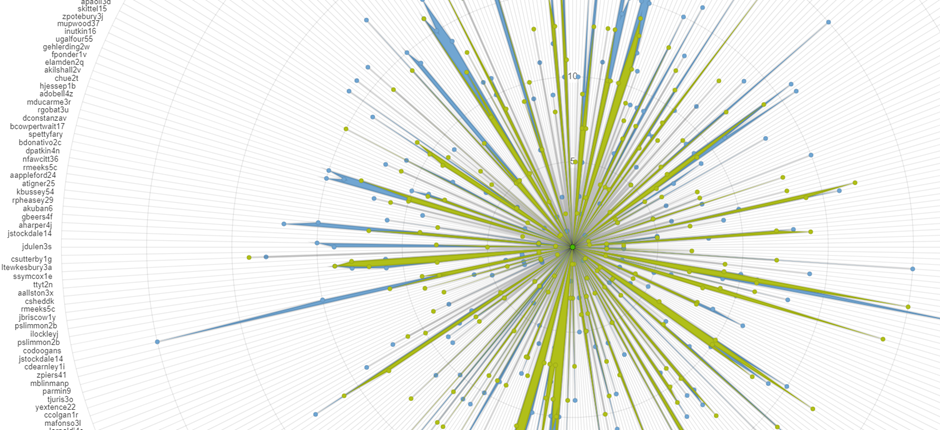 apaoli3d
skittel15
zpotebury3j
mupwood37
inutkin16
ugalfour55
gehlerding2w
fponder1v
elamden2q
akilshall2v
chue2t
hjessep1b
adobell4z
mducarme3r
rgobat3u
dconstanzav
bcowpertwait17
spettyfary
bdonativo2c
dpatkin4n
nfawcitt36
rmeeks5c
aappleford24
atigner25
kbussey54
rpheasey29
akuban6
gbeers4f
aharper4j
jstockdale14
jdulen3s
csutterby1g
ltewkesbury3a
ssymcox1e
ttyt2n
aallston3x
csheddk
rmeeks5c
jbriscow1y
pslimmon2b
ilockleyj
pslimmon2b
codoogans
jstockdale14
cdearnley1i
zpiers41
mblinmanp
parmin9
tjuris3o
yextence22
ccolgan1r
mafonso3l
10
5